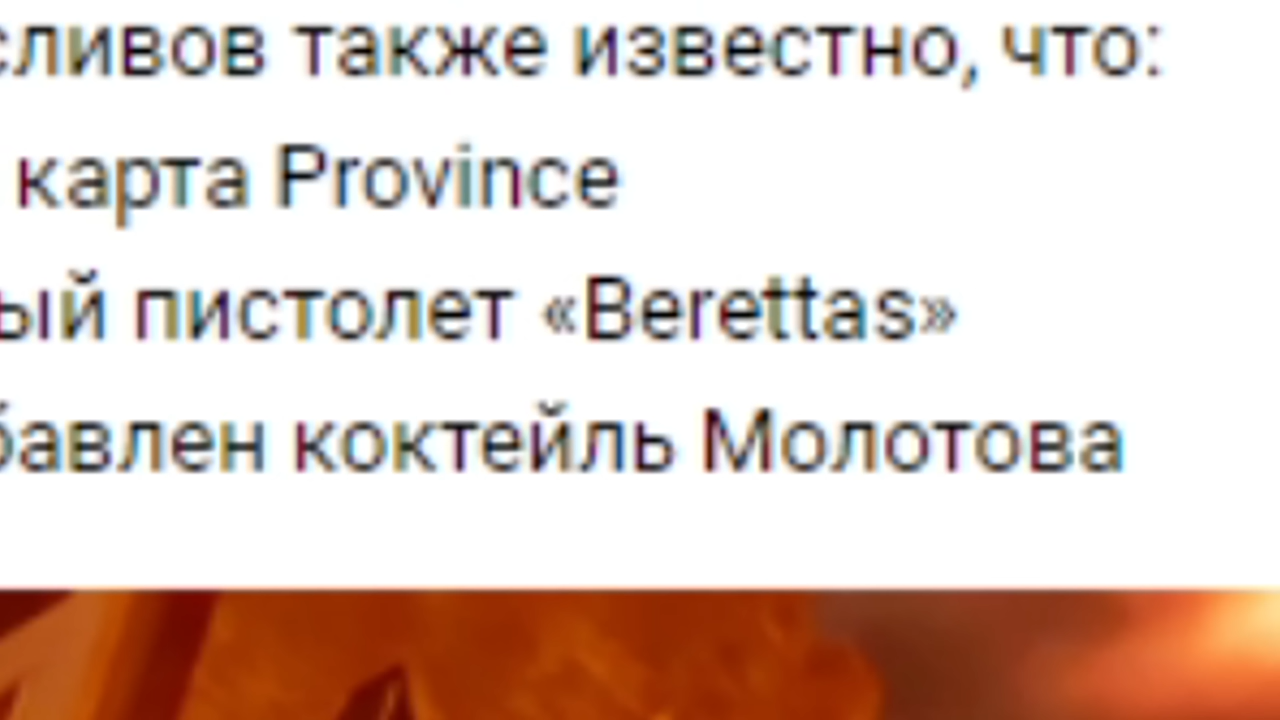 сливов также известно, что:
карта Province
ый пистолет «Berettas»
бавлен коктейль Молотова